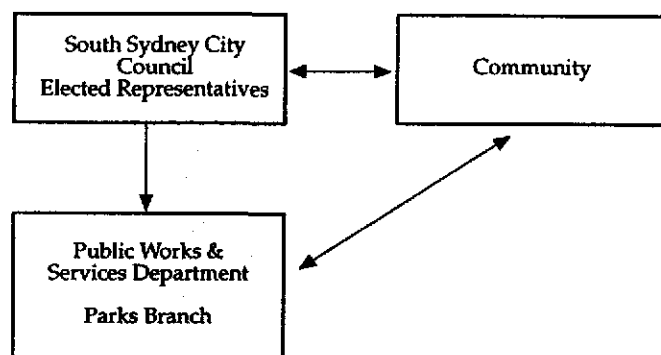 South Sydney City
Council
Elected Representatives
Community
Public Works &
Services Department
Parks Branch